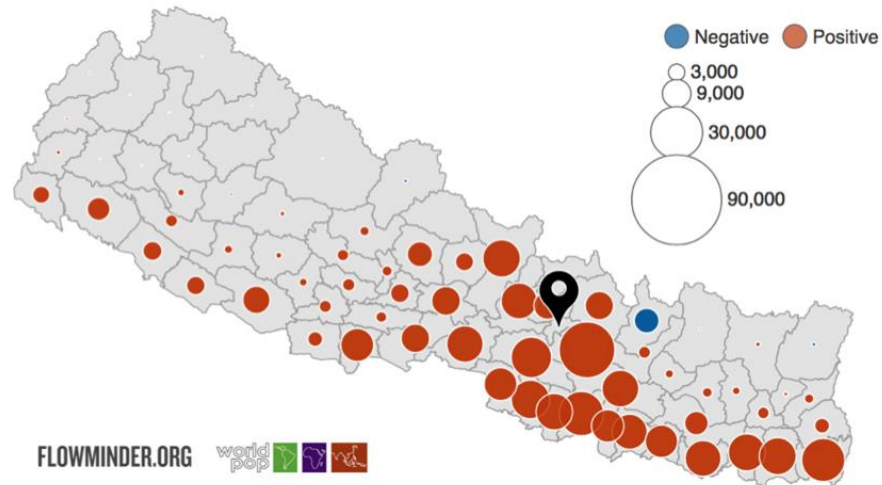 Negative Positive
3,000
9,000
30,000
90,000
FLOWMINDER.ORG
world
pop